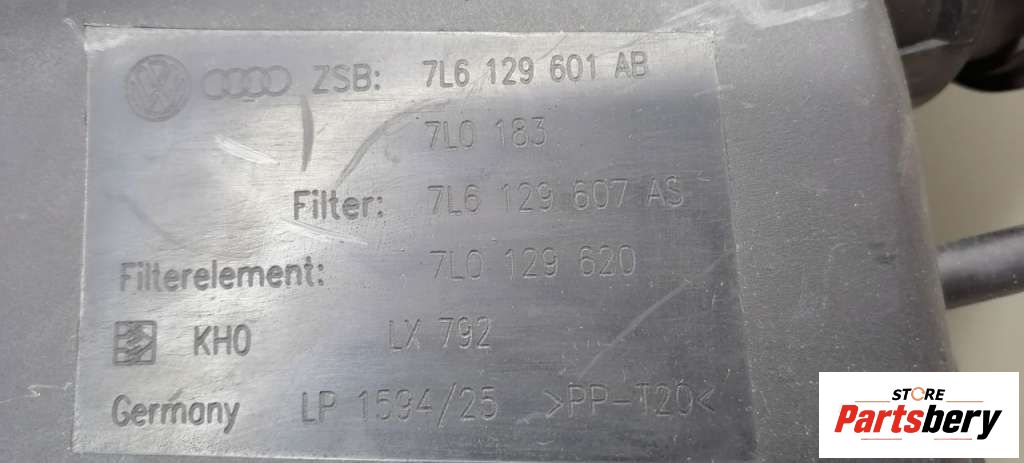 ZSB: 7L6 129 601 AB
7L0 183
Filter: 7L6 129 607 AS
Filterelement: 7L0 129 620
KHO LX 792
Germany LP 1594/25 >PP-T20<
STORE
Partsbery